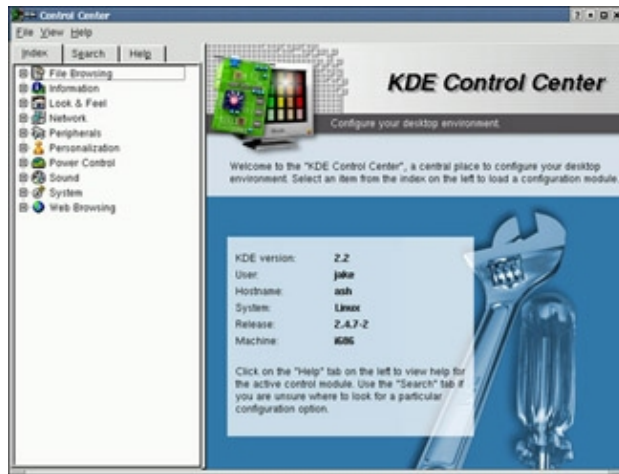 Control Center
File View Help
Index Search Help
File Browsing
Information
Look & Feel
Network
Peripherals
Personalization
Power Control
Sound
System
Web Browsing
KDE Control Center
Configure your desktop environment.
Welcome to the "KDE Control Center", a central place to configure your desktop
environment. Select an item from the index on the left to load a configuration module.
KDE version: 2.2
User: jake
Hostname: ash
System: Linux
Release: 2.4.7-2
Machine: i686
Click on the "Help" tab on the left to view help for
the active control module. Use the "Search" tab if
you are unsure where to look for a particular
configuration option.